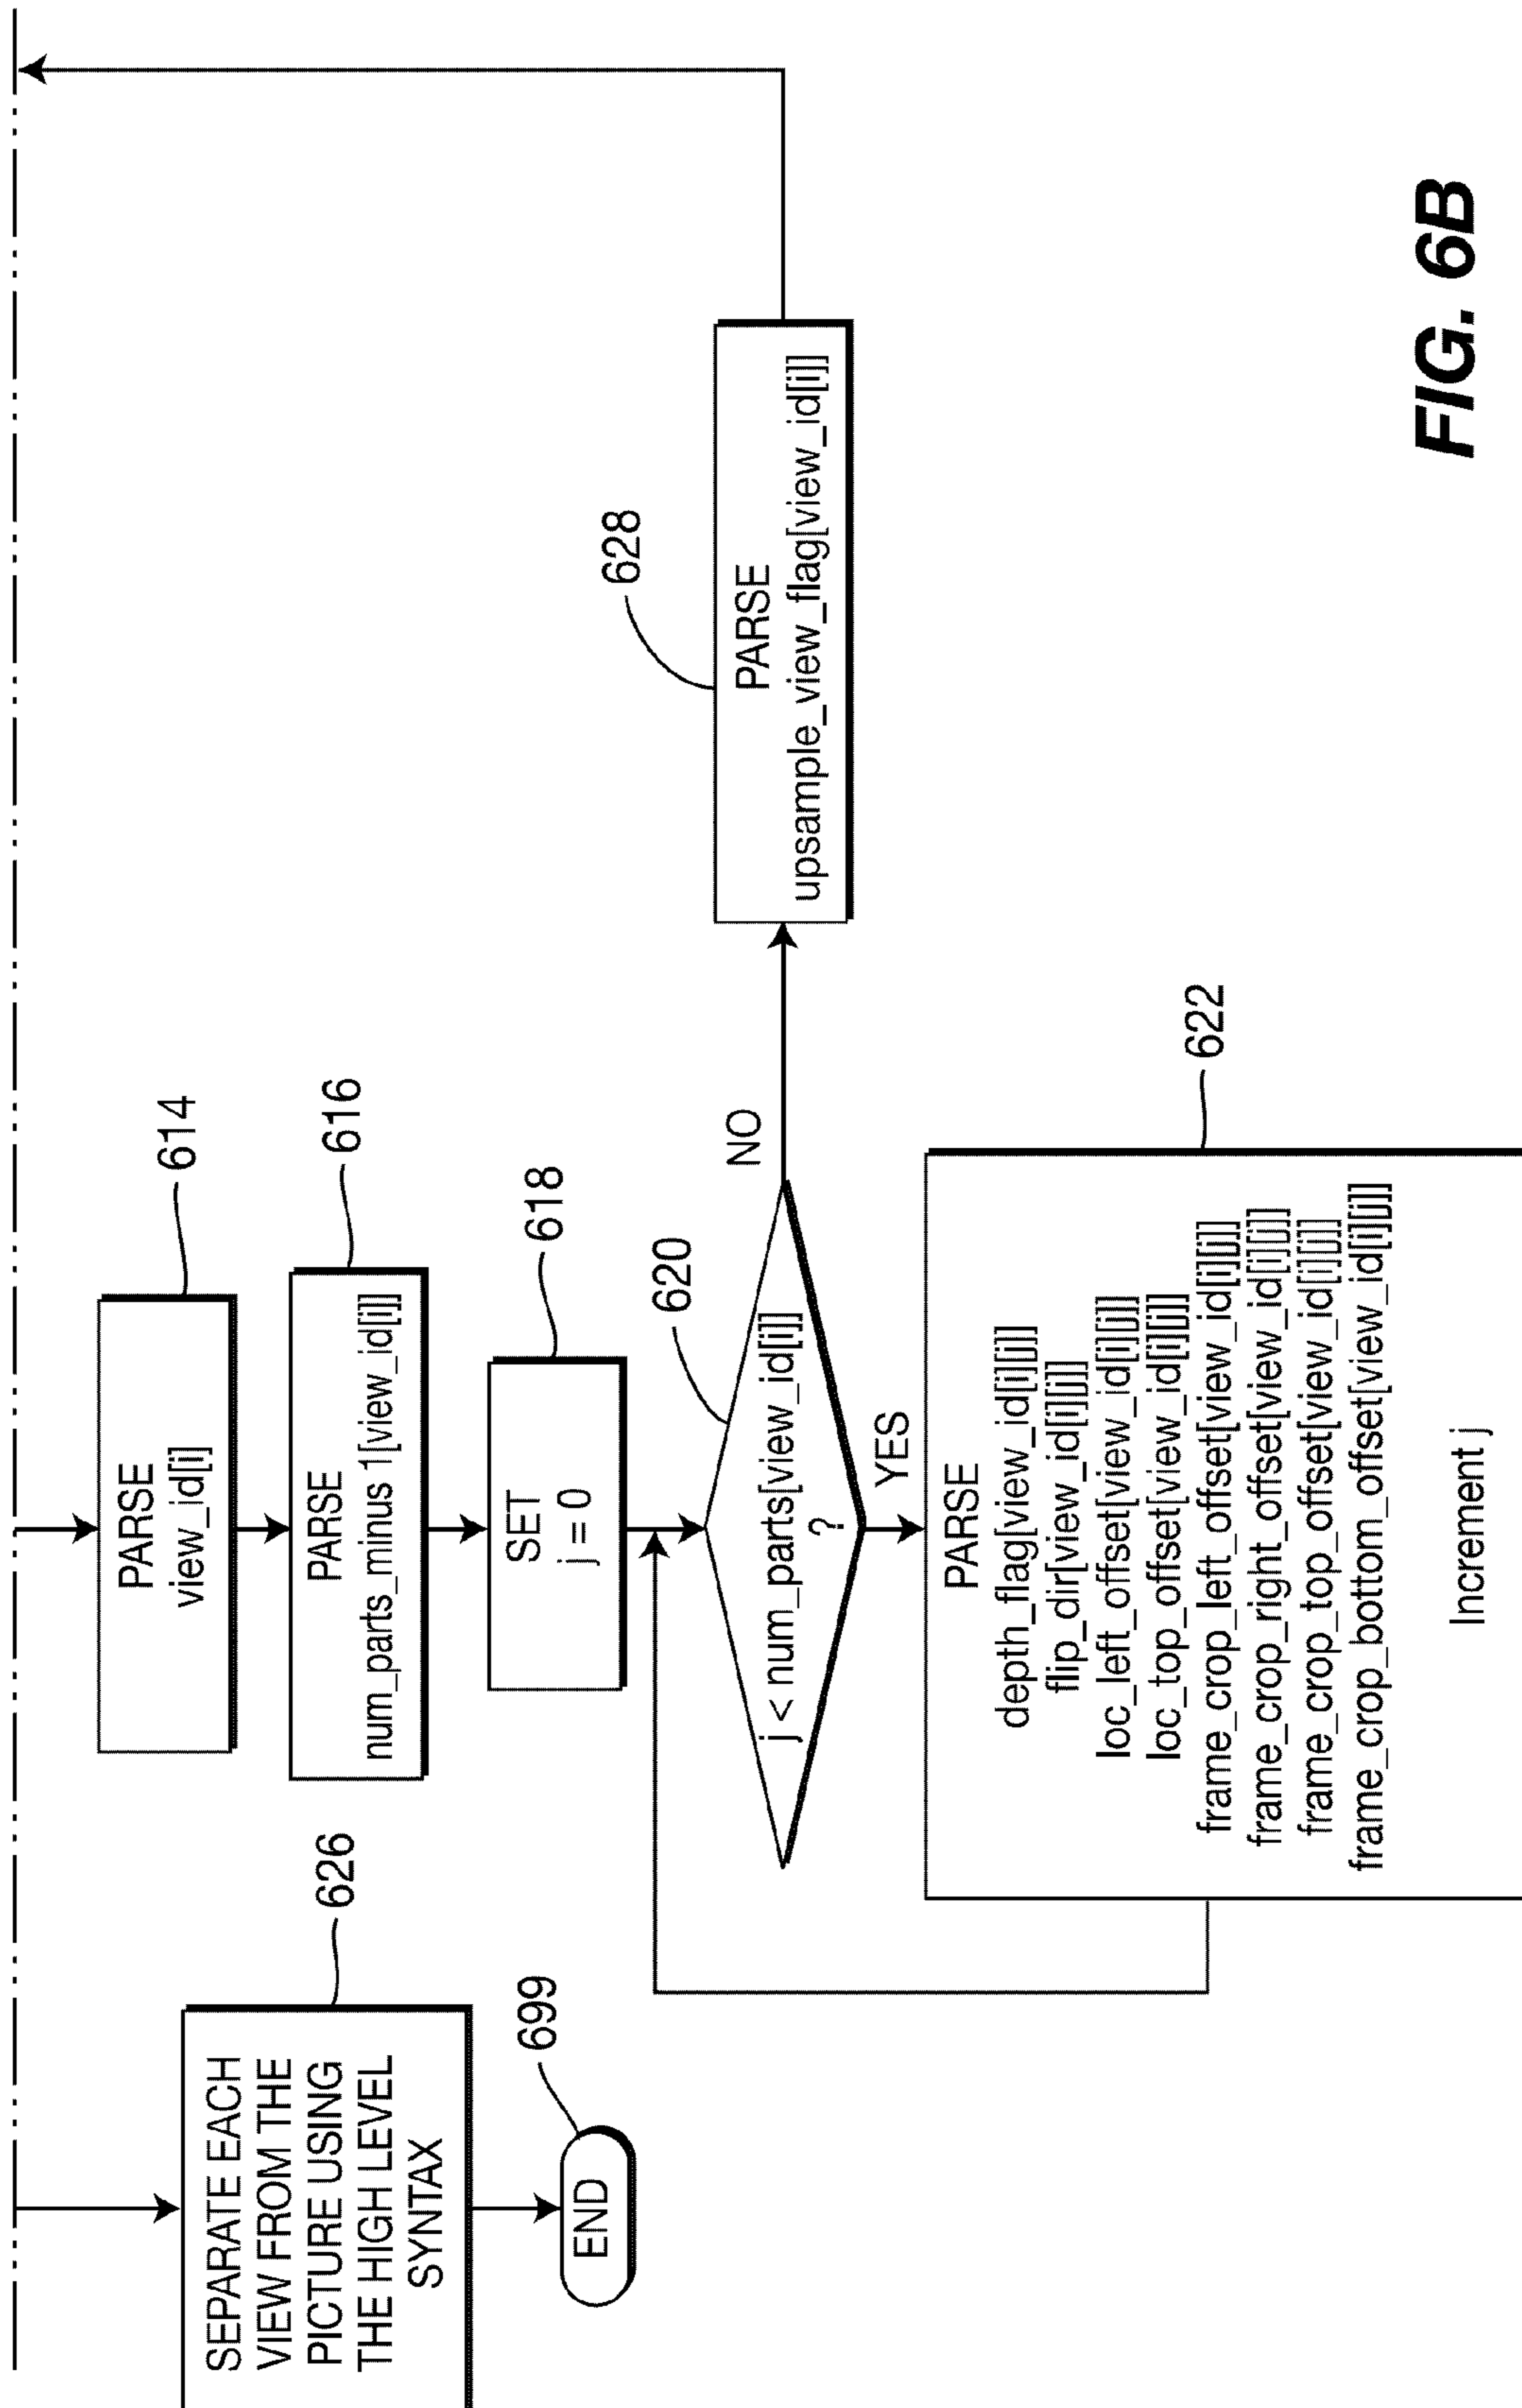 SEPARATE EACH
VIEW FROM THE
PICTURE USING
THE HIGH LEVEL
SYNTAX
626
END
699
PARSE
view_id[i]
614
PARSE
num_parts_minus 1[view_id[i]]
616
SET
j = 0
618
j < num_parts[view_id[i]]
?
620
NO
YES
PARSE
depth_flag[view_id[i][j]]
flip_dir[view_id[i][j]]
loc_left_offset[view_id[i][j]]
loc_top_offset[view_id[i][j]]
frame_crop_left_offset[view_id[i][j]]
frame_crop_right_offset[view_id[i][j]]
frame_crop_top_offset[view_id[i][j]]
frame_crop_bottom_offset[view_id[i][j]]
Increment j
622
PARSE
upsample_view_flag[view_id[i]]
628
FIG. 6B